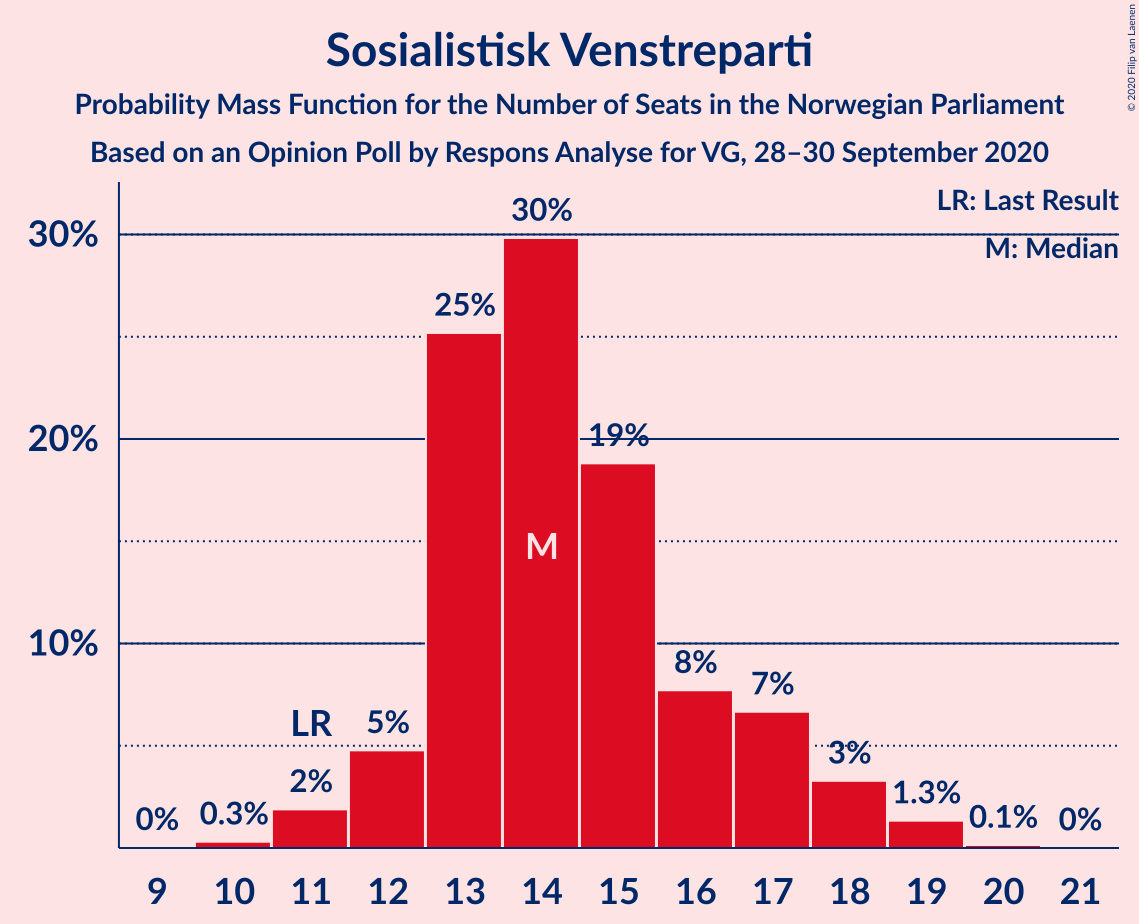 Sosialistisk Venstreparti
Probability Mass Function for the Number of Seats in the Norwegian Parliament
Based on an Opinion Poll by Respons Analyse for VG, 28–30 September 2020
© 2020 Filip van Laenen
LR: Last Result
M: Median
30%
20%
10%
0%
0.3%
2%
LR
5%
25%
30%
M
19%
8%
7%
3%
1.3%
0.1%
0%
9 10 11 12 13 14 15 16 17 18 19 20 21